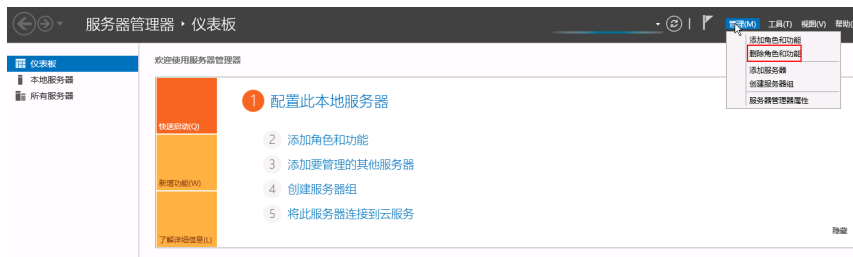 服务器管理器 · 仪表板
管理(M) 工具(T) 视图(V) 帮助(
添加角色和功能
删除角色和功能
添加服务器
创建服务器组
服务器管理器属性
仪表板
本地服务器
所有服务器
欢迎使用服务器管理器
快速启动(Q)
新增功能(W)
了解详细信息(L)
1 配置此本地服务器
2 添加角色和功能
3 添加要管理的其他服务器
4 创建服务器组
5 将此服务器连接到云服务
隐藏